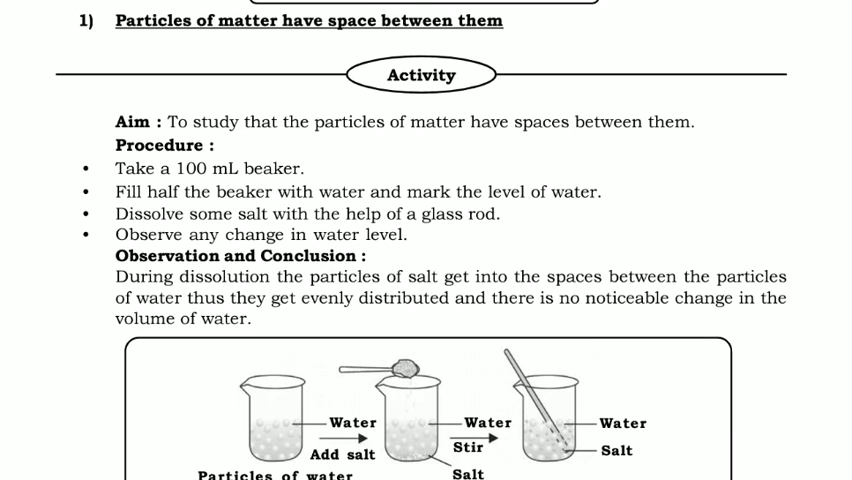 1) Particles of matter have space between them
Activity
Aim : To study that the particles of matter have spaces between them.
Procedure :
• Take a 100 mL beaker.
• Fill half the beaker with water and mark the level of water.
• Dissolve some salt with the help of a glass rod.
• Observe any change in water level.
Observation and Conclusion :
During dissolution the particles of salt get into the spaces between the particles
of water thus they get evenly distributed and there is no noticeable change in the
volume of water.
Water
Add salt
Particles of water
Water
Stir
Salt
Water
Salt